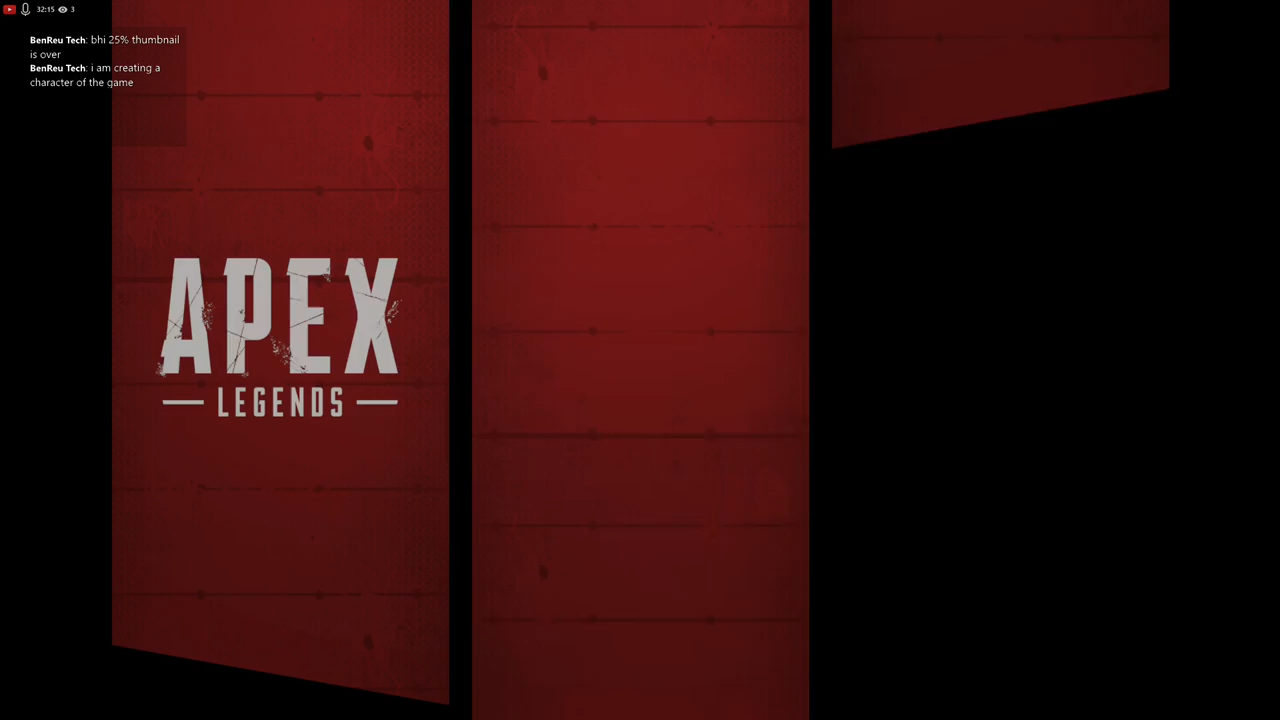 32:15 3
BenReu Tech: bhi 25% thumbnail
is over
BenReu Tech: i am creating a
character of the game
APEX
LEGENDS